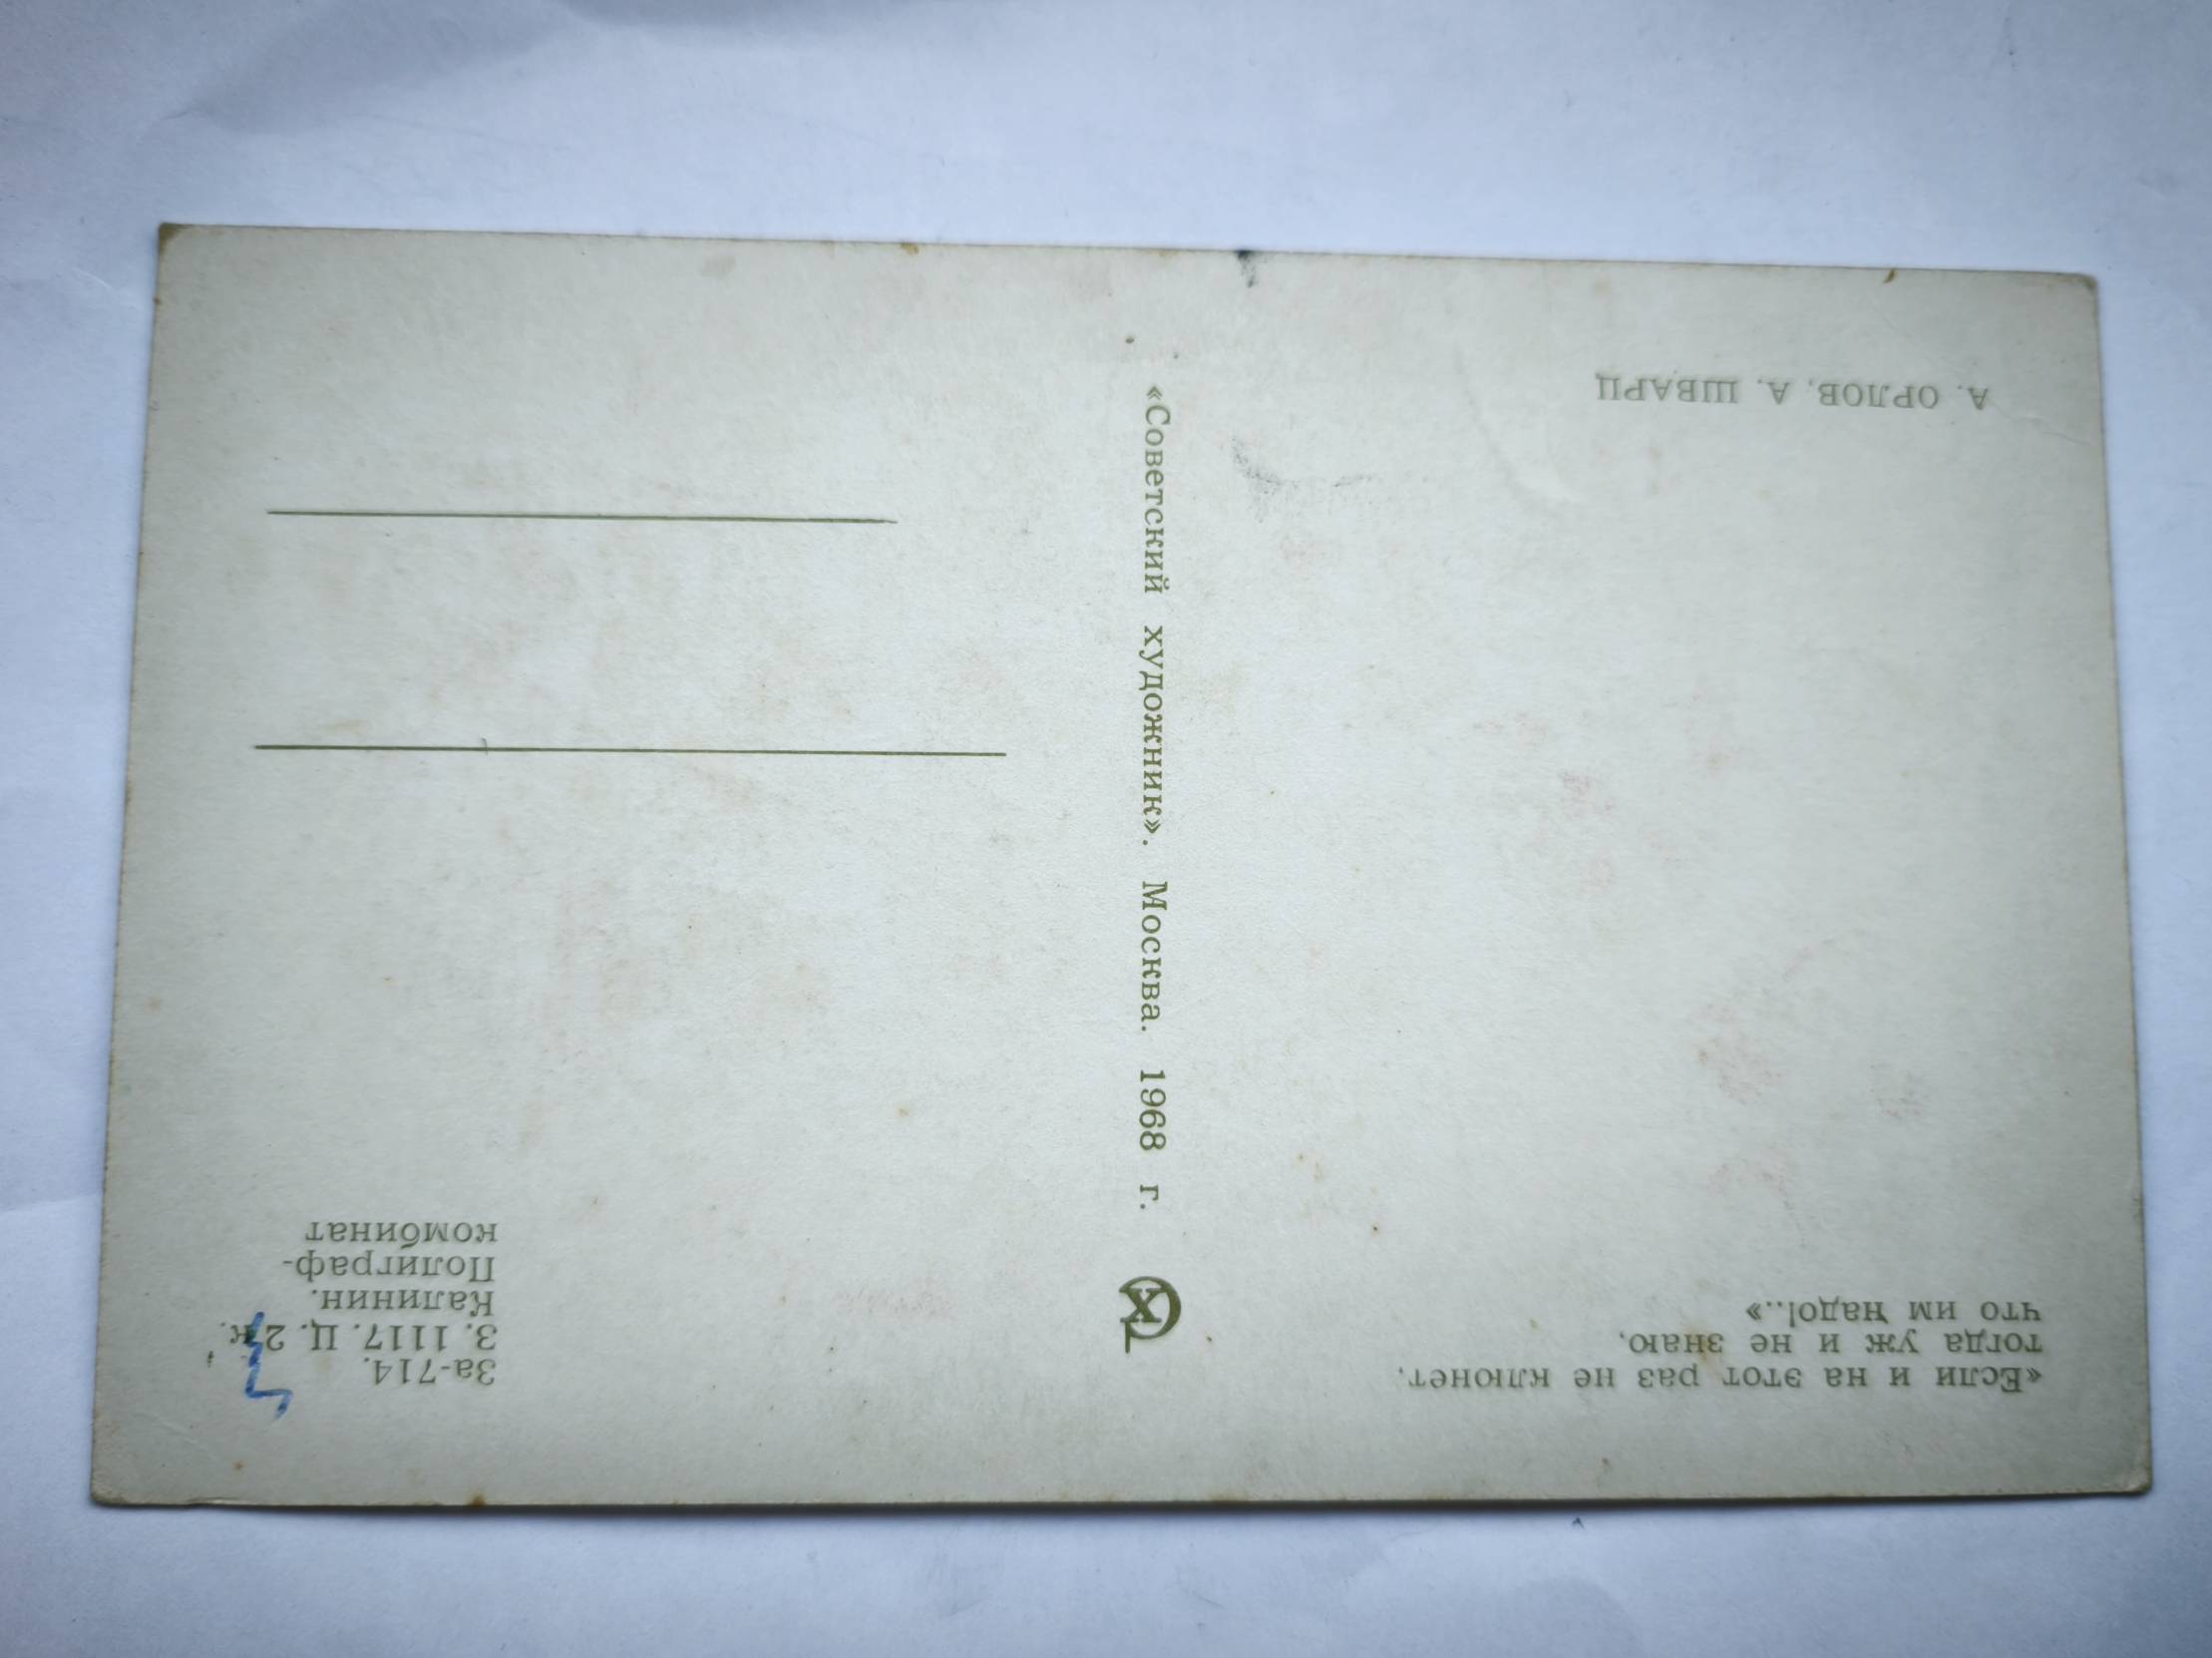 А. ОРЛОВ, А. ШВАРЦ
«Если и на этот раз не клюнет,
тогда уж и не знаю,
что им надо!..»
«Советский художник». Москва. 1968 г.
СХ
За-714.
З. 1117. Ц. 2 к.
Калинин.
Полиграф-
комбинат